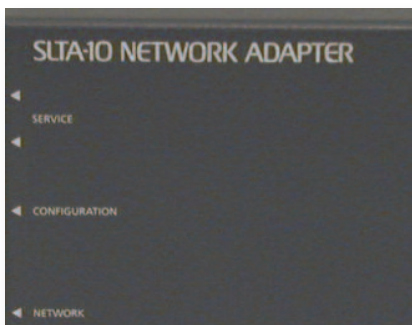 SLTA-10 NETWORK ADAPTER
SERVICE
CONFIGURATION
NETWORK